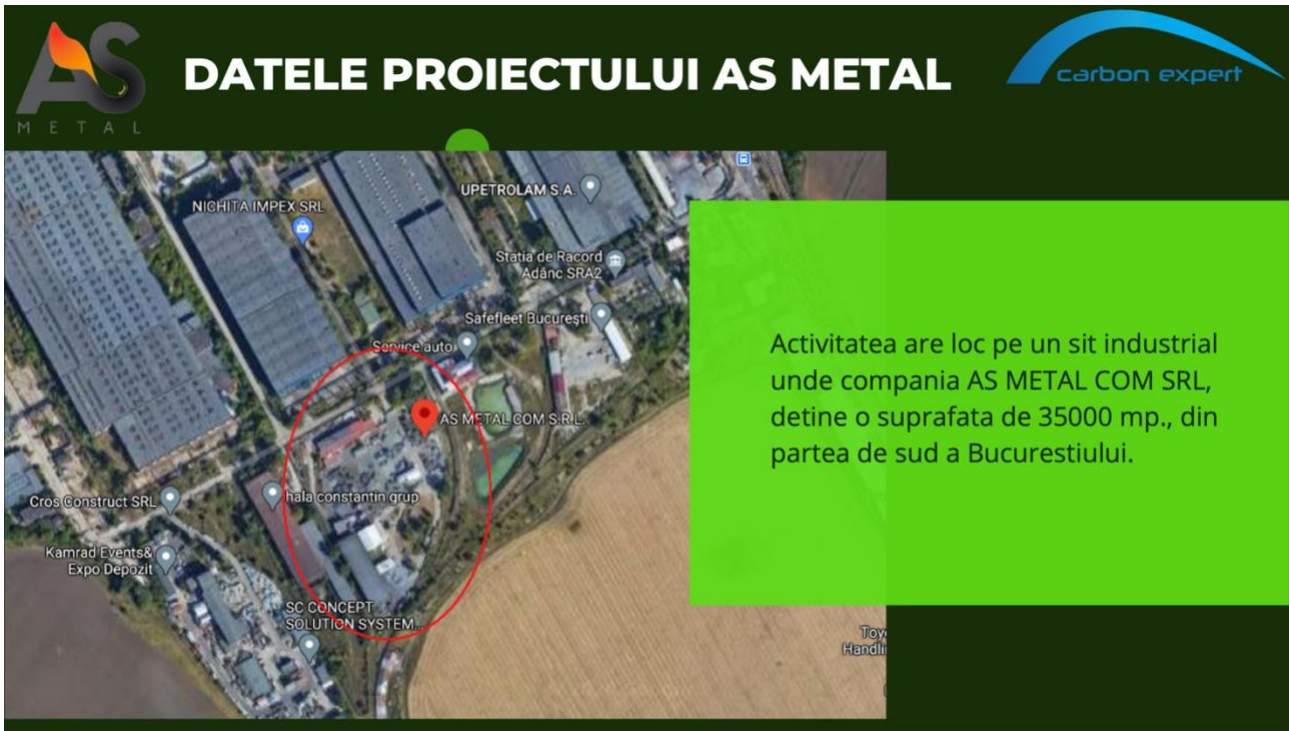 AS
METAL
DATELE PROIECTULUI AS METAL
carbon expert
UPETROLAM S.A.
NICHITA IMPEX SRL
Statia de Racord
Adânc SRA2
Safefleet București
Service auto
AS METAL COM S.R.L.
hala constantin grup
Cros Construct SRL
Kamrad Events&
Expo Depozit
SC CONCEPT
SOLUTION SYSTEM...
Activitatea are loc pe un sit industrial
unde compania AS METAL COM SRL,
detine o suprafata de 35000 mp., din
partea de sud a Bucurestiului.